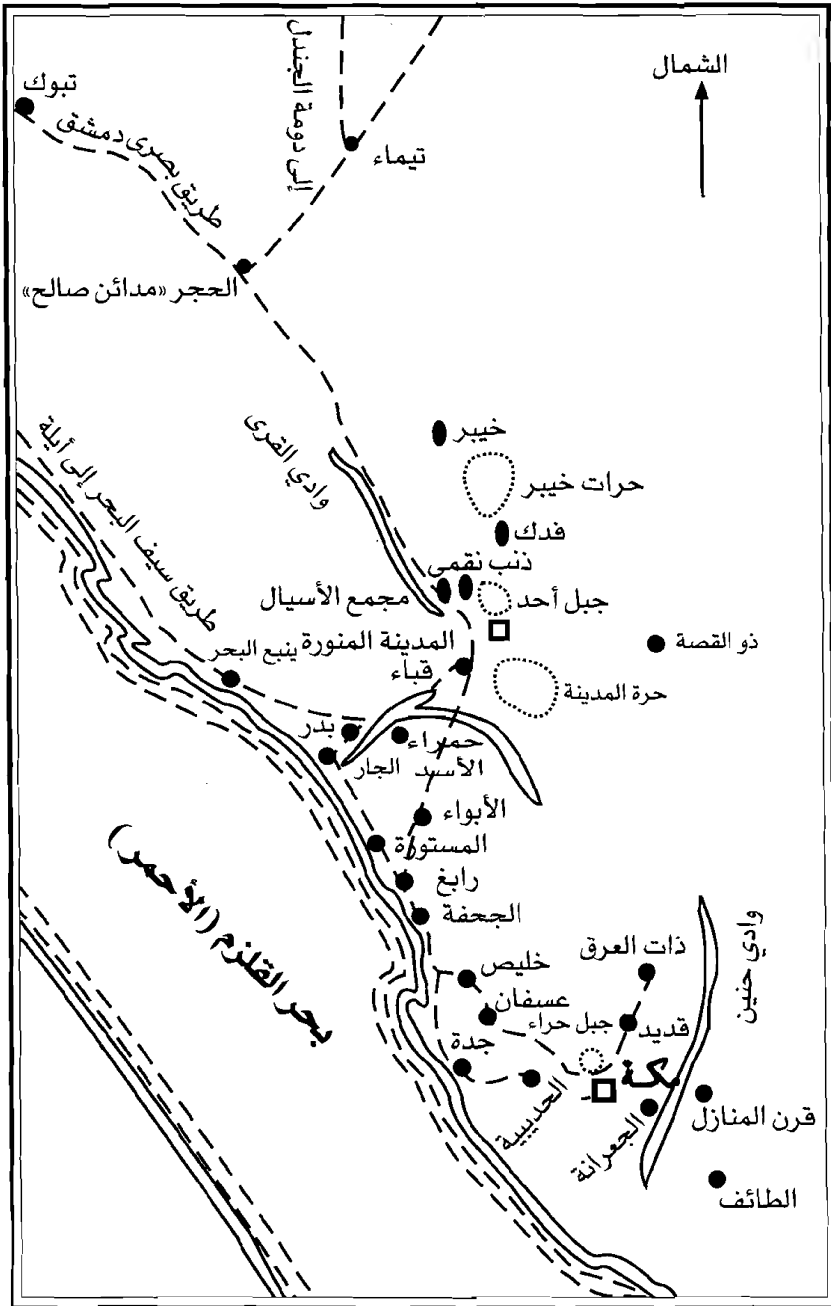 الشمال
تبوك
طريق بصرى دمشق
إلى دومة الجندل
تيماء
الحجر «مدائن صالح»
وادي القرى
خيبر
حرات خيبر
فدك
ذنب نقمى
جبل أحد
مجمع الأسيال
طريق سيف البحر إلى أيلة
المدينة المنورة
ذو القصة
ينبع البحر
قباء
حرة المدينة
بدر
حمراء
الأسد
الجار
الأبواء
المستورة
رابغ
الجحفة
بحر القلزم (الأحمر)
وادي حنين
ذات العرق
خليص
عسفان
جبل حراء
قديد
جدة
مكة
الحديبية
الجعرانة
قرن المنازل
الطائف